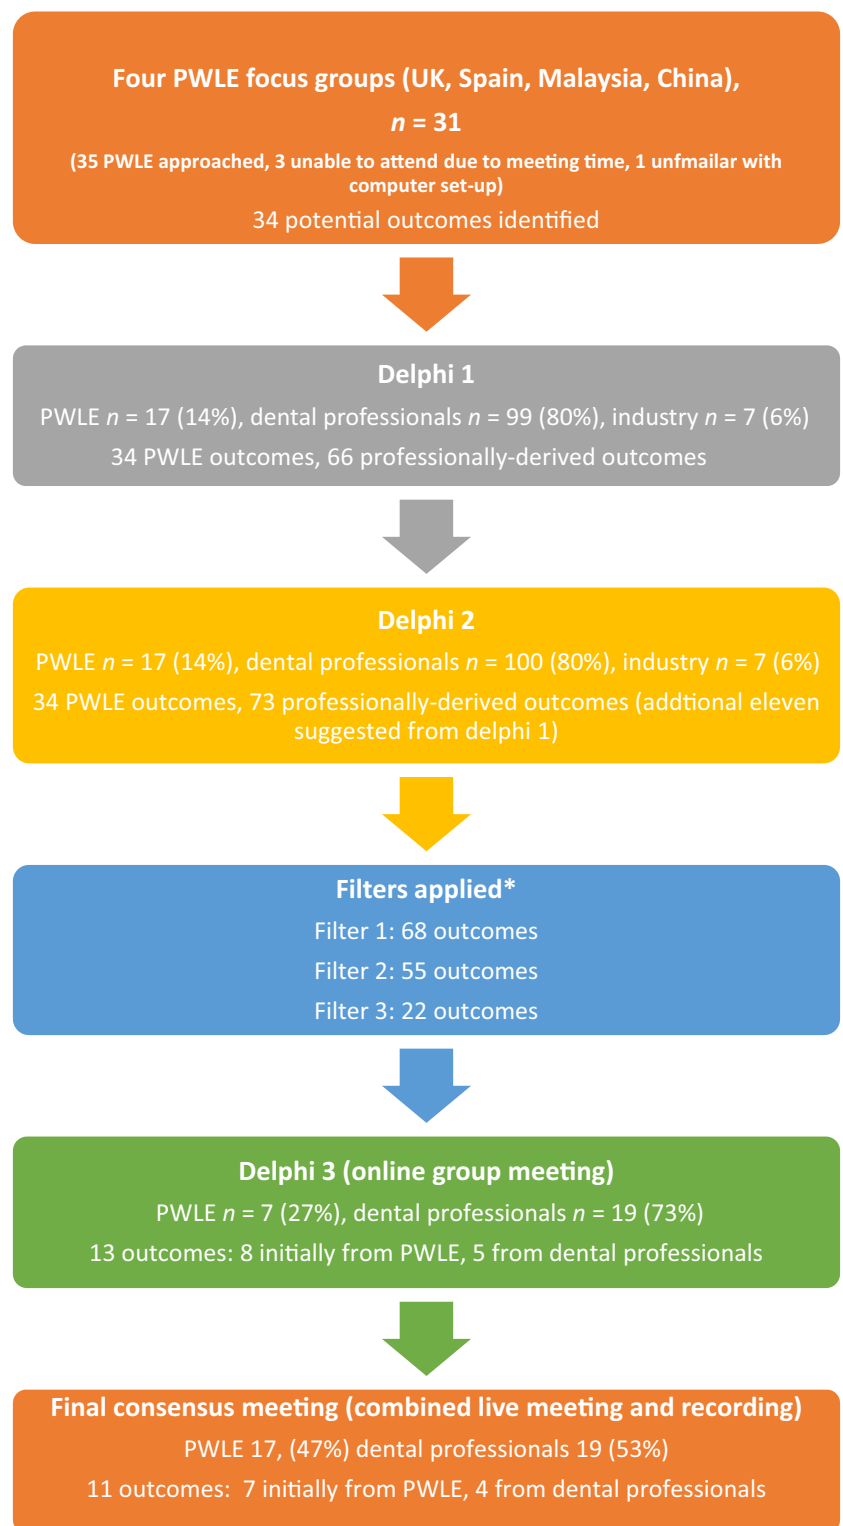 Four PWLE focus groups (UK, Spain, Malaysia, China),
n = 31
(35 PWLE approached, 3 unable to attend due to meeting time, 1 unfmailar with
computer set-up)
34 potential outcomes identified
Delphi 1
PWLE n = 17 (14%), dental professionals n = 99 (80%), industry n = 7 (6%)
34 PWLE outcomes, 66 professionally-derived outcomes
Delphi 2
PWLE n = 17 (14%), dental professionals n = 100 (80%), industry n = 7 (6%)
34 PWLE outcomes, 73 professionally-derived outcomes (addtional eleven
suggested from delphi 1)
Filters applied*
Filter 1: 68 outcomes
Filter 2: 55 outcomes
Filter 3: 22 outcomes
Delphi 3 (online group meeting)
PWLE n = 7 (27%), dental professionals n = 19 (73%)
13 outcomes: 8 initially from PWLE, 5 from dental professionals
Final consensus meeting (combined live meeting and recording)
PWLE 17, (47%) dental professionals 19 (53%)
11 outcomes:  7 initially from PWLE, 4 from dental professionals